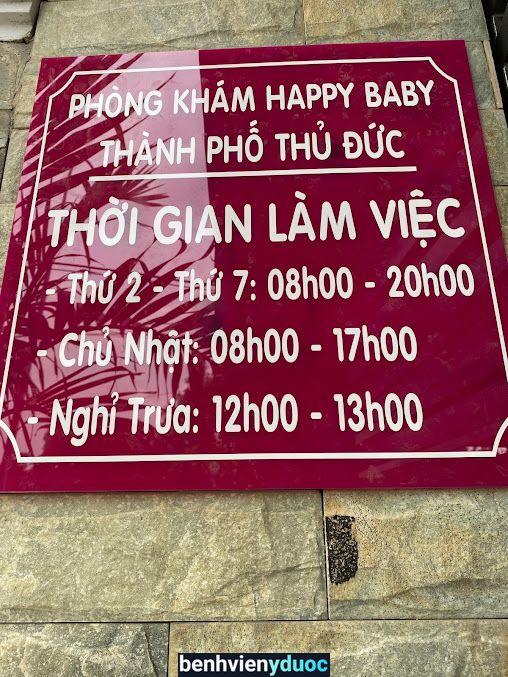 PHÒNG KHÁM HAPPY BABY
THÀNH PHỐ THỦ ĐỨC
THỜI GIAN LÀM VIỆC
- Thứ 2 - Thứ 7: 08h00 - 20h00
- Chủ Nhật: 08h00 - 17h00
- Nghỉ Trưa: 12h00 - 13h00
benhvienyduoc